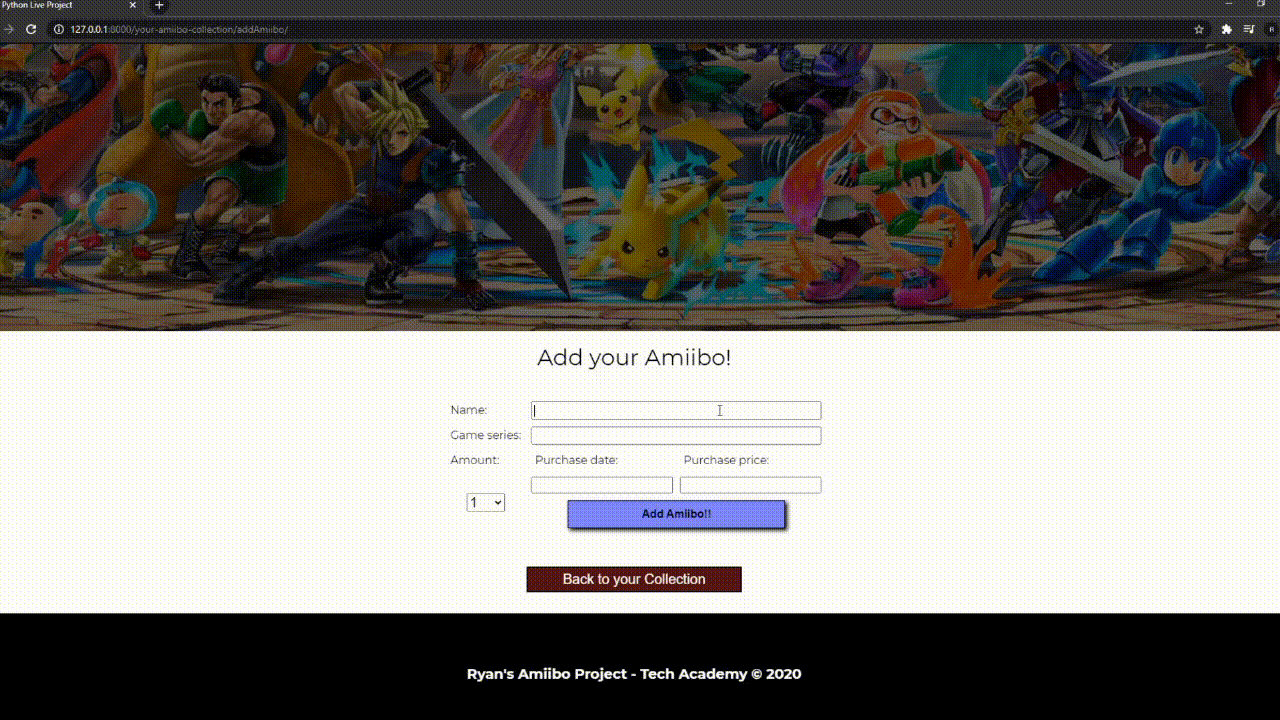 Python Live Project
127.0.0.1:8000/your-amiibo-collection/addAmiibo/
Add your Amiibo!
Name:
Game series:
Amount: Purchase date: Purchase price:
1
Add Amiibo!!
Back to your Collection
Ryan's Amiibo Project - Tech Academy © 2020